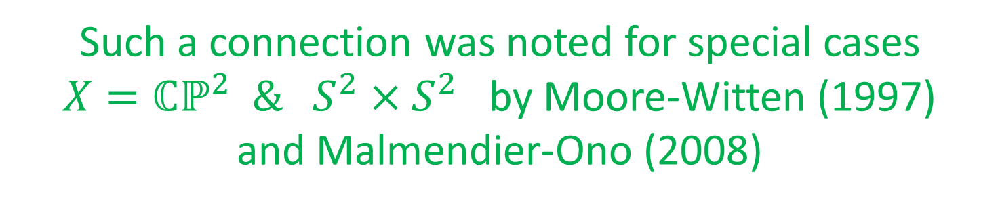 Such a connection was noted for special cases
𝑋 = ℂℙ² & 𝑆² × 𝑆² by Moore-Witten (1997)
and Malmendier-Ono (2008)